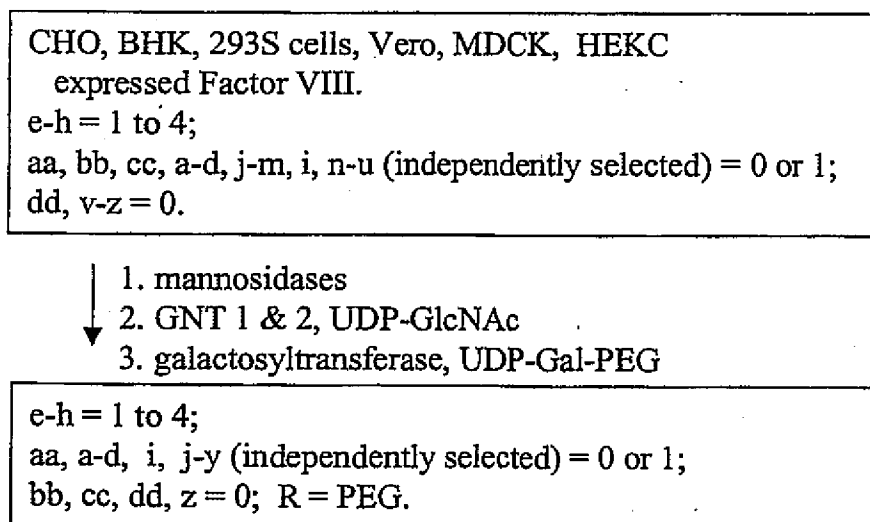 CHO, BHK, 293S cells, Vero, MDCK, HEKC
expressed Factor VIII.
e-h = 1 to 4;
aa, bb, cc, a-d, j-m, i, n-u (independently selected) = 0 or 1;
dd, v-z = 0.
1. mannosidases
2. GNT 1 & 2, UDP-GlcNAc
3. galactosyltransferase, UDP-Gal-PEG
e-h = 1 to 4;
aa, a-d, i, j-y (independently selected) = 0 or 1;
bb, cc, dd, z = 0; R = PEG.